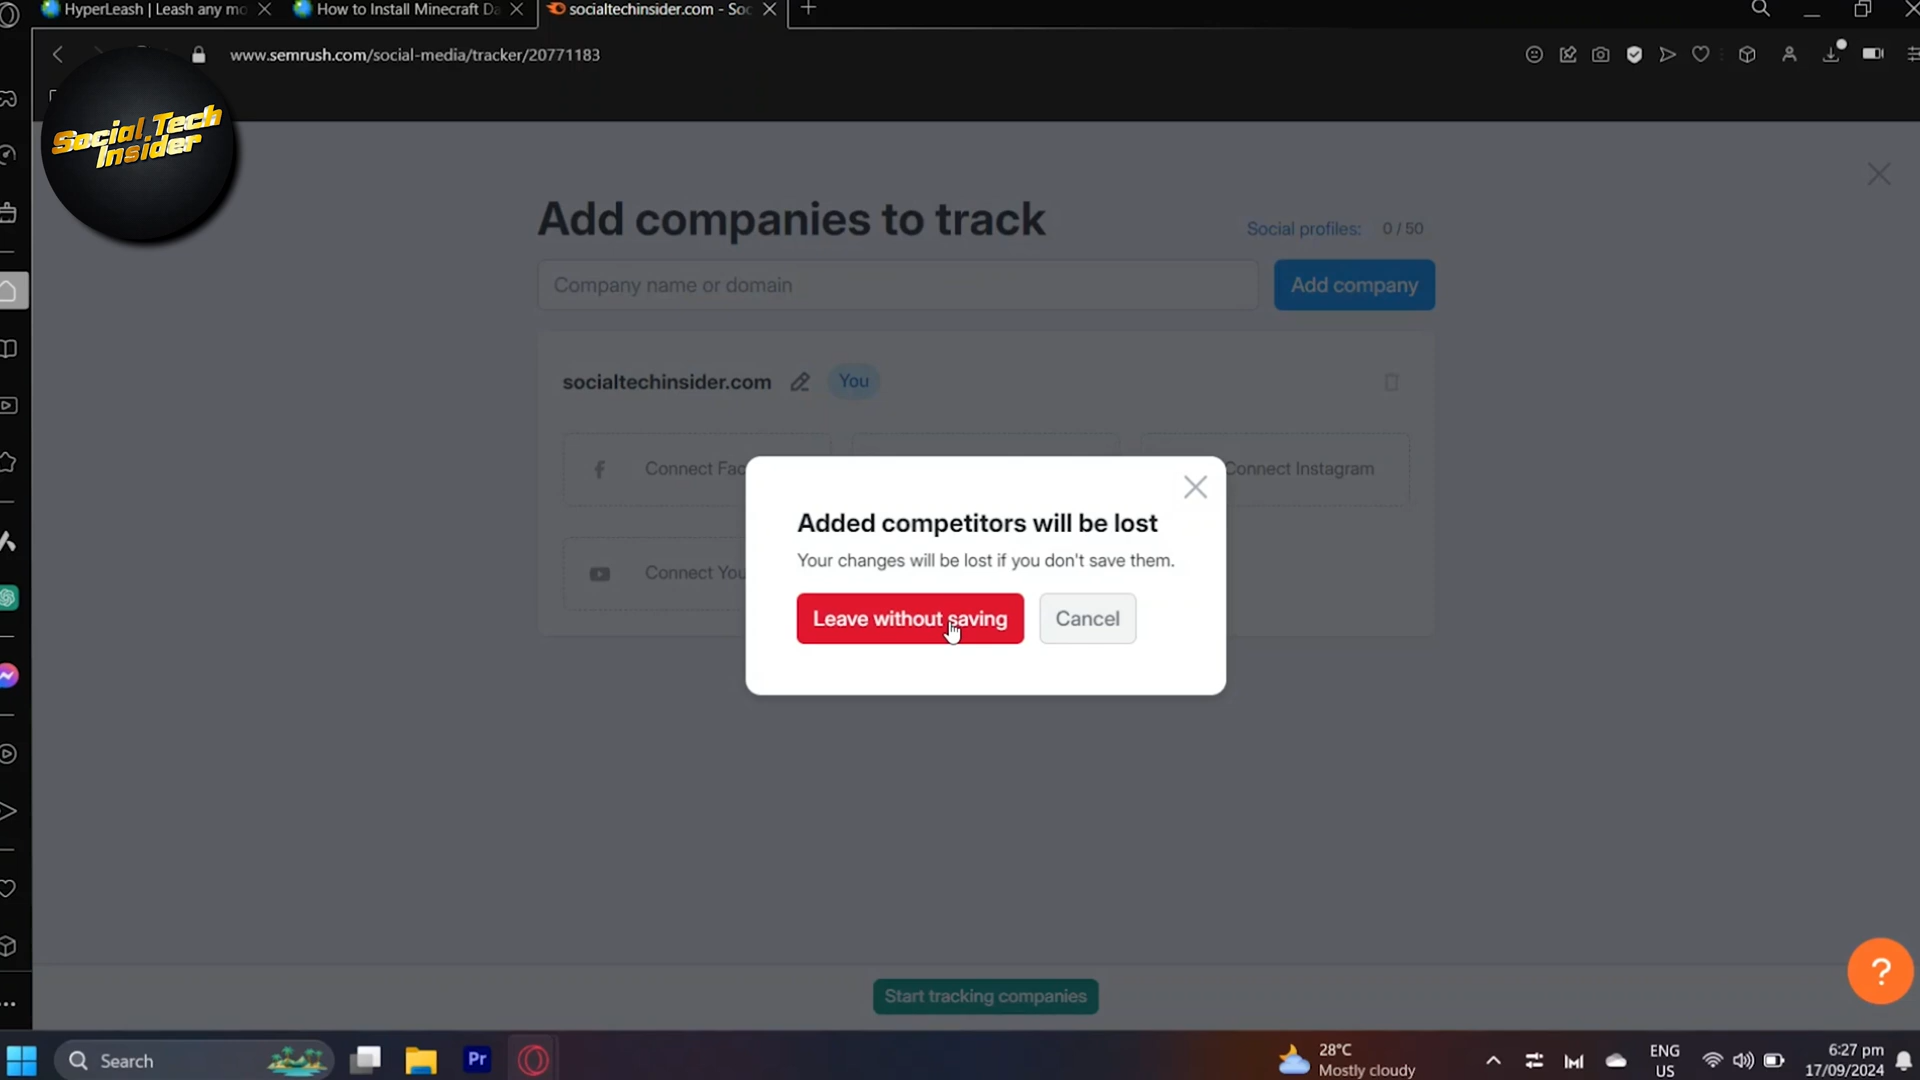 HyperLeash | Leash any mo
How to Install Minecraft Da
socialtechinsider.com - Soc
www.semrush.com/social-media/tracker/20771183
Social Tech
Insider
Add companies to track
Social profiles: 0 / 50
Company name or domain
Add company
socialtechinsider.com
You
Connect Fac
Connect Instagram
Connect You
Added competitors will be lost
Your changes will be lost if you don't save them.
Leave without saving
Cancel
?
Start tracking companies
Search
Pr
28°C
Mostly cloudy
ENG
US
6:27 pm
17/09/2024